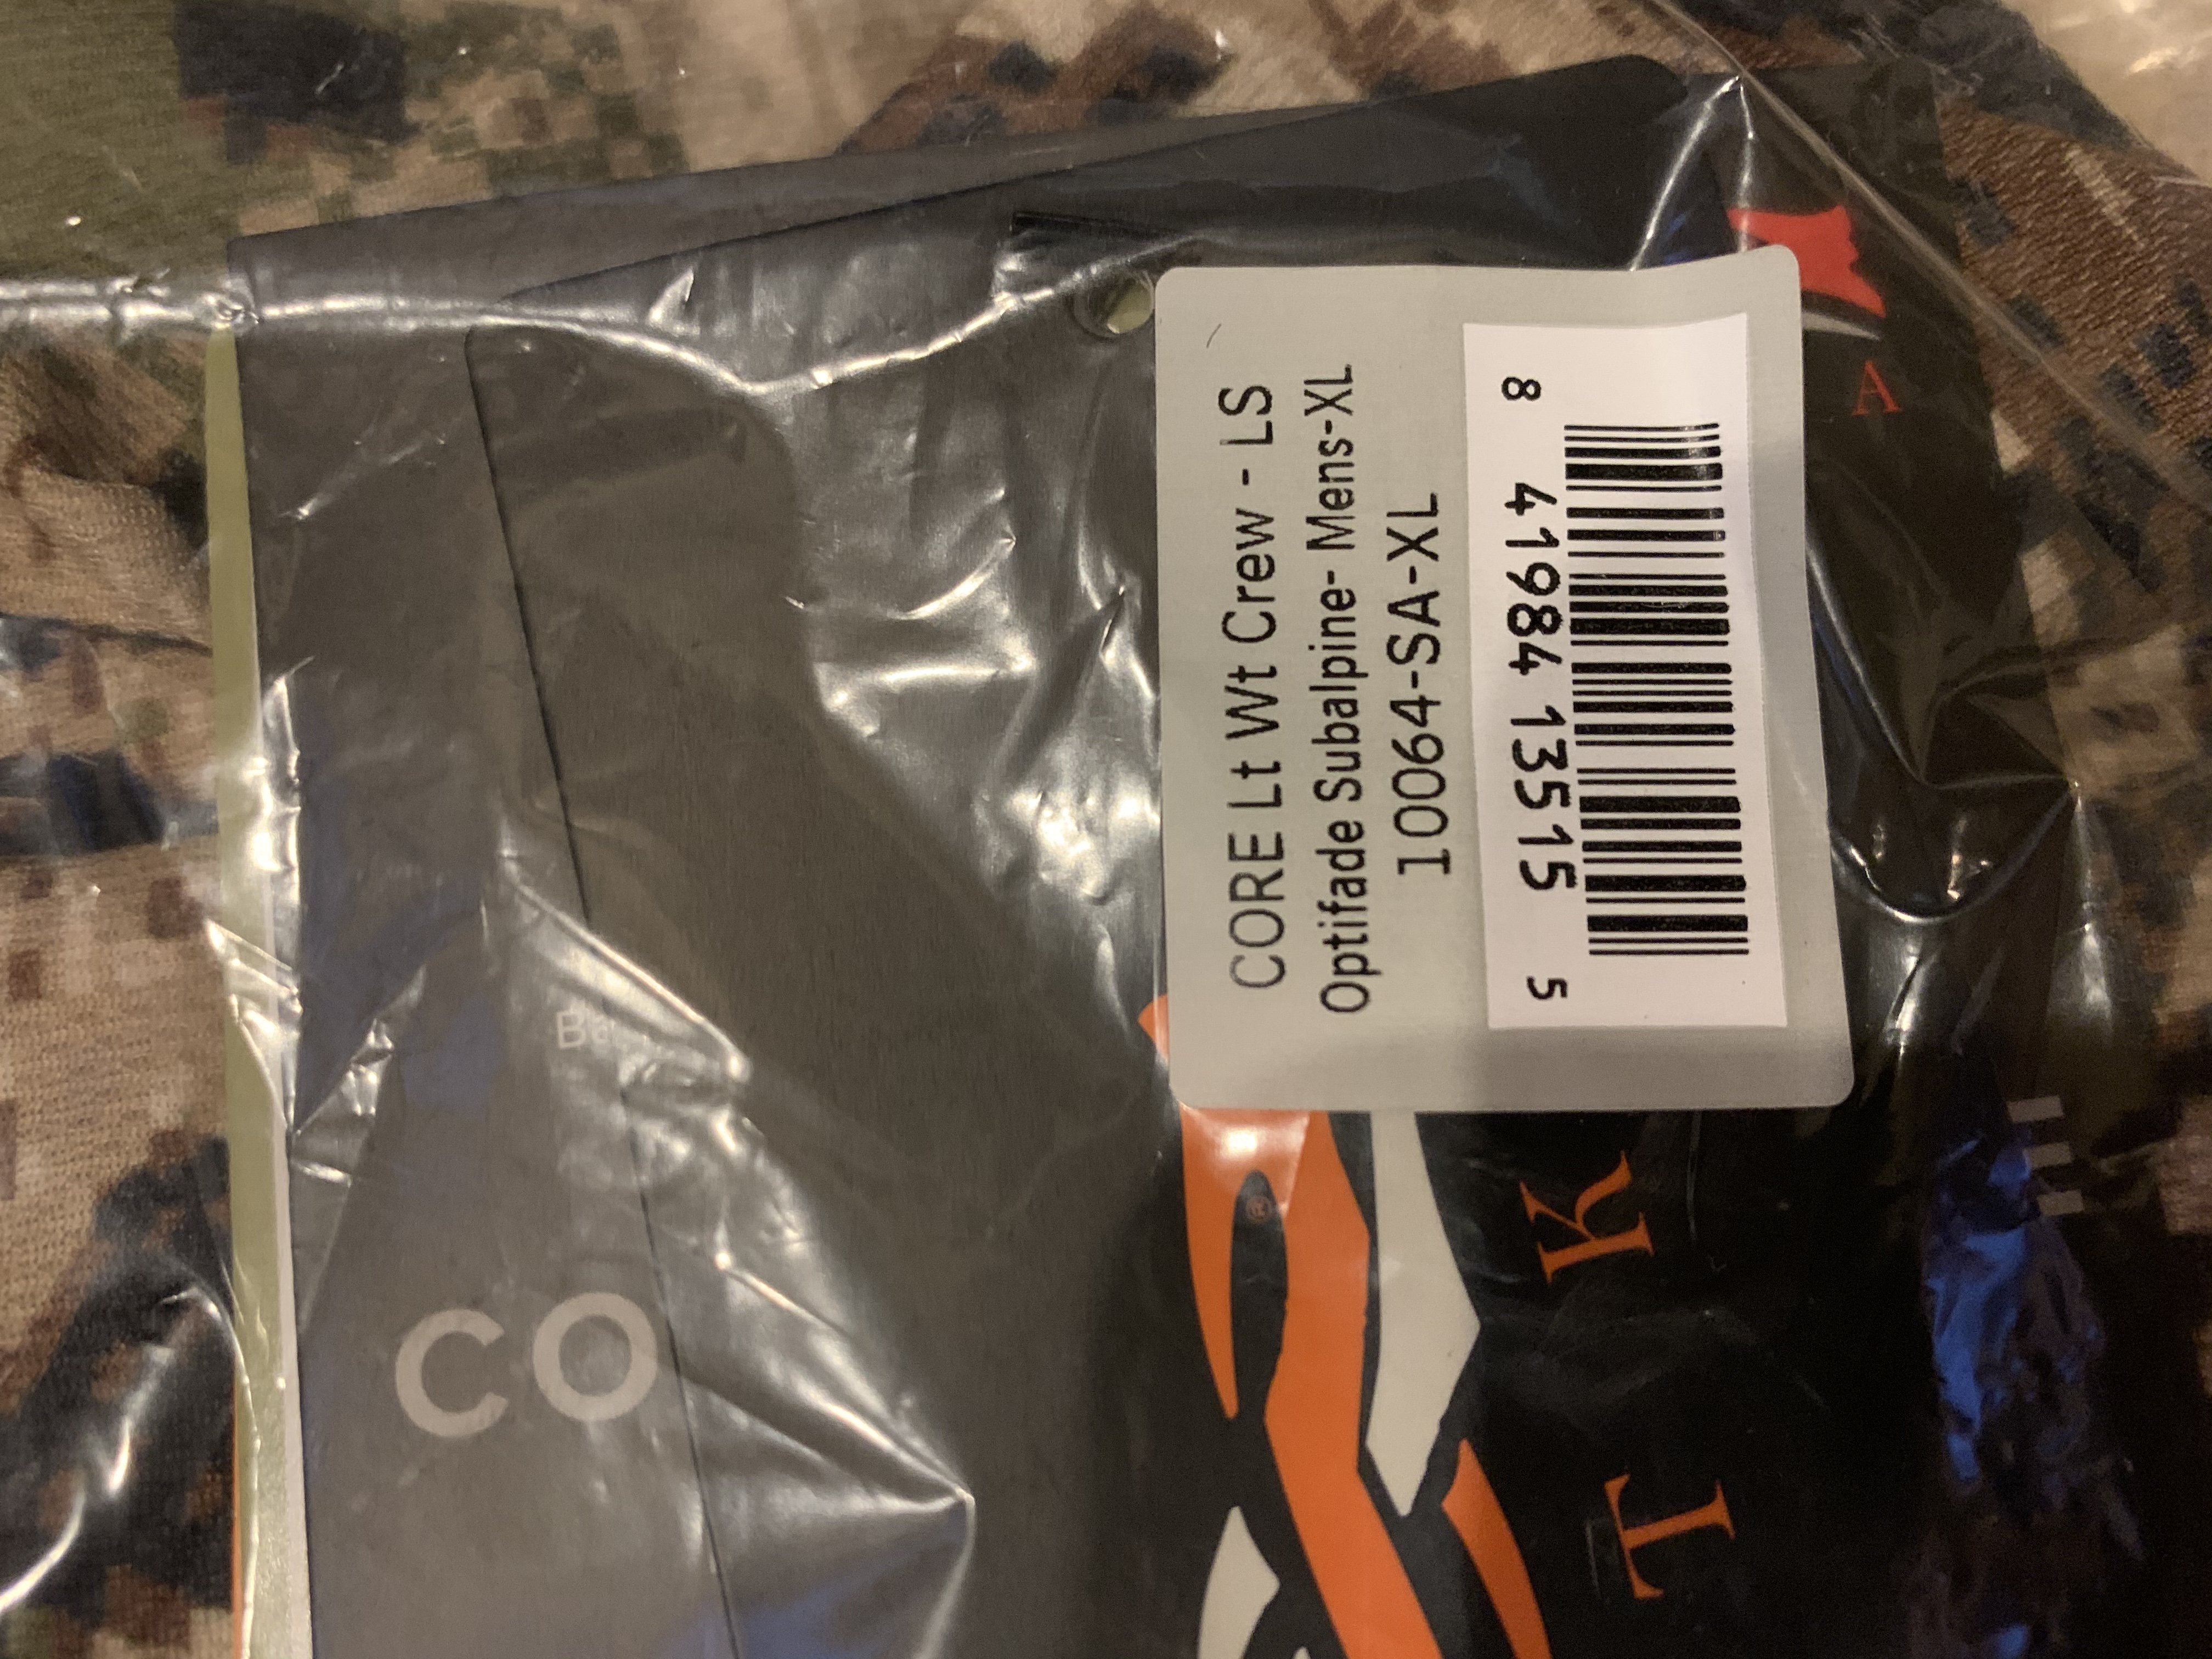 CORE Lt Wt Crew - LS
Optifade Subalpine- Mens-XL
10064-SA-XL
8 41984 13515 5
A
K
T
®
CO